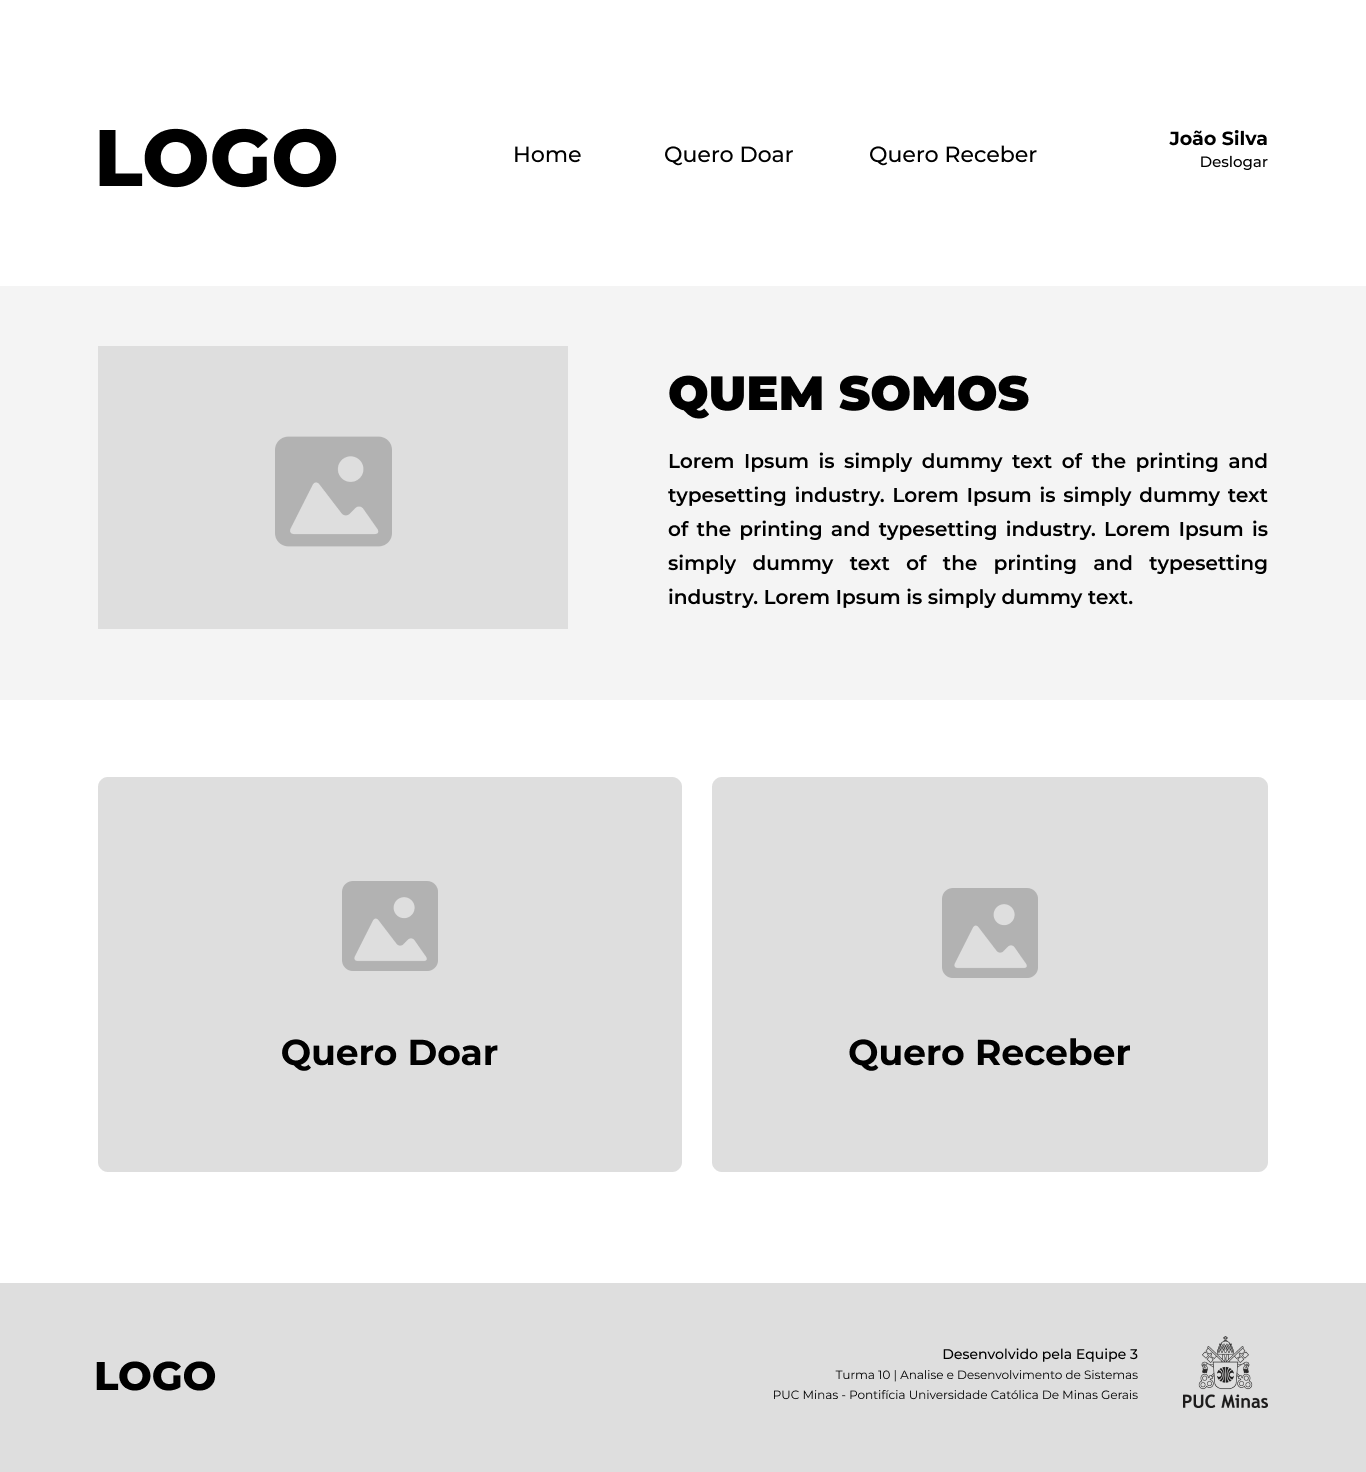 LOGO
Home
Quero Doar
Quero Receber
João Silva
Deslogar
QUEM SOMOS
Lorem Ipsum is simply dummy text of the printing and
typesetting industry. Lorem Ipsum is simply dummy text
of the printing and typesetting industry. Lorem Ipsum is
simply dummy text of the printing and typesetting
industry. Lorem Ipsum is simply dummy text.
Quero Doar
Quero Receber
LOGO
Desenvolvido pela Equipe 3
Turma 10 | Analise e Desenvolvimento de Sistemas
PUC Minas - Pontifícia Universidade Católica De Minas Gerais
PUC Minas